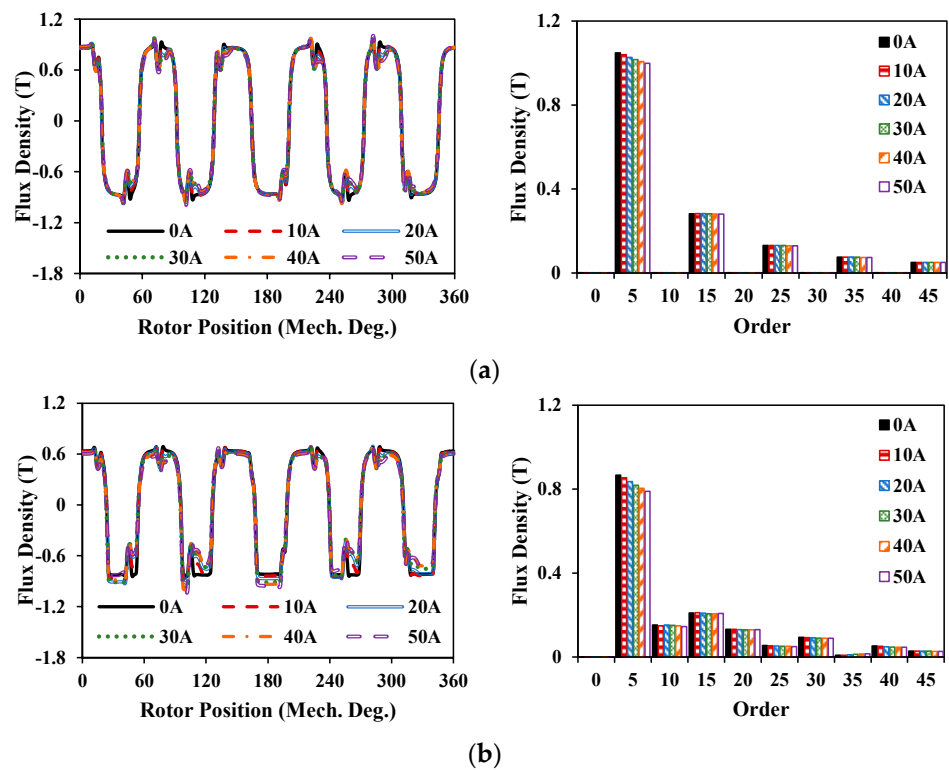 1.2
0.6
0
-0.6
-1.2
-1.8
Flux Density (T)
0A 10A 20A
30A 40A 50A
0 60 120 180 240 300 360
Rotor Position (Mech. Deg.)
1.2
0.8
0.4
0
Flux Density (T)
0A
10A
20A
30A
40A
50A
0 5 10 15 20 25 30 35 40 45
Order
(a)
1.2
0.6
0
-0.6
-1.2
-1.8
Flux Density (T)
0A 10A 20A
30A 40A 50A
0 60 120 180 240 300 360
Rotor Position (Mech. Deg.)
1.2
0.8
0.4
0
Flux Density (T)
0A
10A
20A
30A
40A
50A
0 5 10 15 20 25 30 35 40 45
Order
(b)